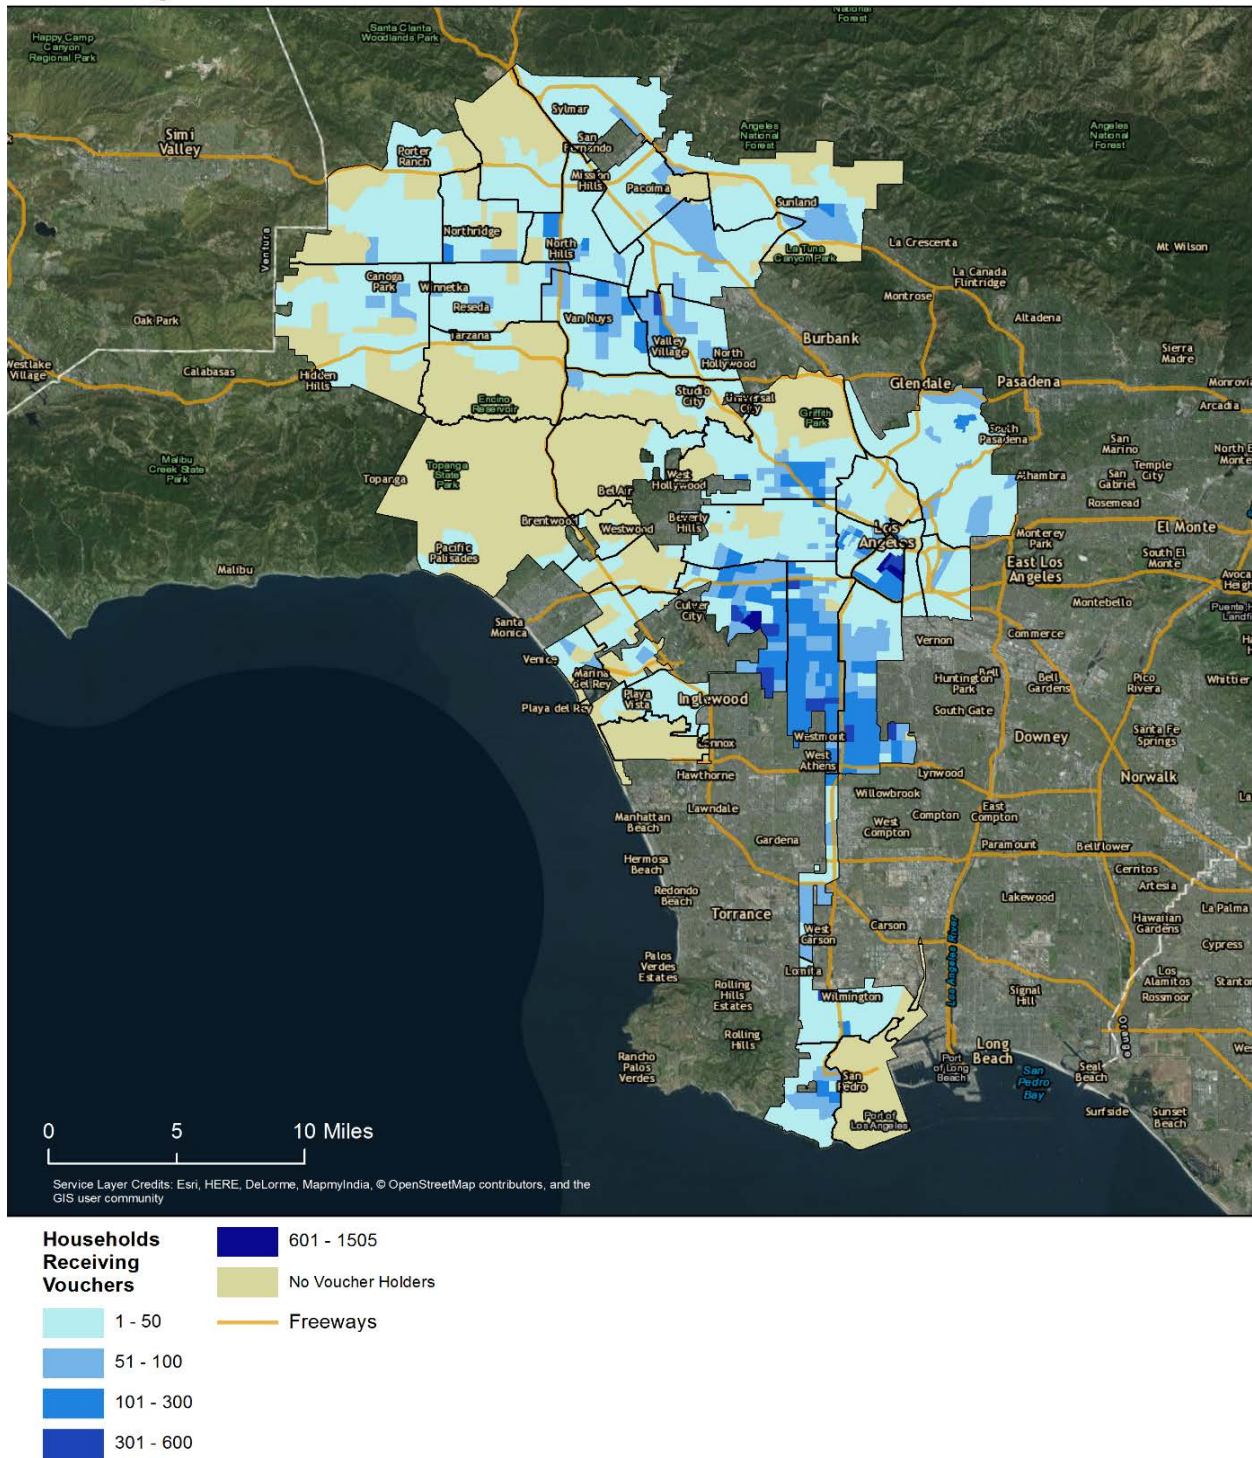 National
Forest
Happy Camp
Canyon
Regional Park
Santa Clarita
Woodlands Park
Sylmar
San
Fernando
Angeles
National
Forest
Angeles
National
Forest
Simi
Valley
Porter
Ranch
Mission
Hills
Pacoima
Sunland
Ventura
Northridge
North
Hills
La Tuna
Canyon Park
La Crescenta
Mt Wilson
La Canada
Flintridge
Canoga
Park
Winnetka
Reseda
Montrose
Oak Park
Van Nuys
Altadena
Tarzana
Valley
Village
Burbank
Sierra
Madre
Westlake
Village
Calabasas
Hidden
Hills
North
Hollywood
Glendale
Pasadena
Monrovia
Studio
City
Universal
City
Encino
Reservoir
Griffith
Park
Arcadia
South
Pasadena
San
Marino
North E
Monte
Malibu
Creek State
Park
Topanga
Topanga
State
Park
West
Hollywood
Bel Air
Alhambra
San
Gabriel
Temple
City
Rosemead
Brentwood
Westwood
Beverly
Hills
Los
Angeles
El Monte
Monterey
Park
Pacific
Palisades
South El
Monte
East Los
Angeles
Malibu
Avoca
Heigh
Culver
City
Montebello
Puente H
Landfi
Santa
Monica
Vernon
Commerce
Venice
Marina
del Rey
Huntington
Park
Bell
Bell
Gardens
Pico
Rivera
Whittier
Playa del Rey
Playa
Vista
Inglewood
South Gate
Lennox
Westmont
Downey
Santa Fe
Springs
West
Athens
Hawthorne
Lynwood
Norwalk
Willowbrook
La
Lawndale
Manhattan
Beach
West
Compton
Compton
East
Compton
Gardena
Paramount
Bellflower
Hermosa
Beach
Cerritos
Artesia
Redondo
Beach
Lakewood
La Palma
Torrance
Hawaiian
Gardens
West
Carson
Carson
Los Angeles River
Cypress
Palos
Verdes
Estates
Lomita
Los
Alamitos
Stanton
Rolling
Hills
Estates
Wilmington
Signal
Hill
Rossmoor
Orange
Rolling
Hills
Long
Beach
Wes
Rancho
Palos
Verdes
San
Pedro
Port
of Long
Beach
San
Pedro
Bay
Seal
Beach
Port of
Los Angeles
Surfside
Sunset
Beach
0 5 10 Miles
Service Layer Credits: Esri, HERE, DeLorme, MapmyIndia, © OpenStreetMap contributors, and the
GIS user community
Households
Receiving
Vouchers
1 - 50
51 - 100
101 - 300
301 - 600
601 - 1505
No Voucher Holders
Freeways